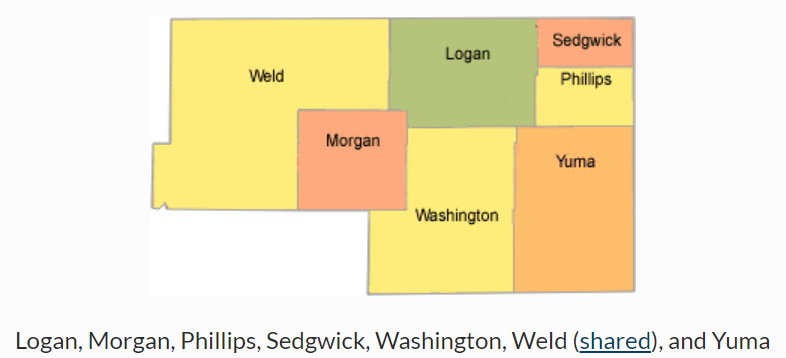 Sedgwick
Logan
Weld
Phillips
Morgan
Yuma
Washington
Logan, Morgan, Phillips, Sedgwick, Washington, Weld (shared), and Yuma